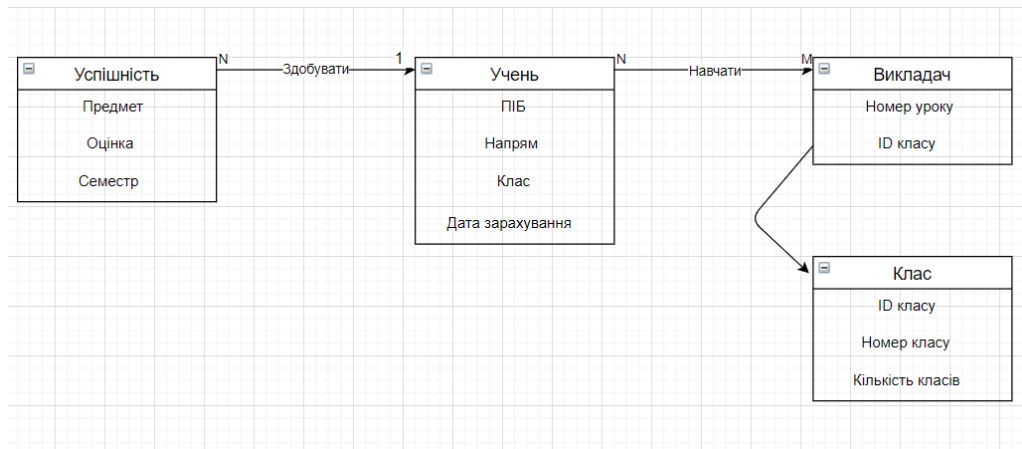 N
Здобувати
1
N
Навчати
M
Успішність
Предмет
Оцінка
Семестр
Учень
ПІБ
Напрям
Клас
Дата зарахування
Викладач
Номер уроку
ID класу
Клас
ID класу
Номер класу
Кількість класів